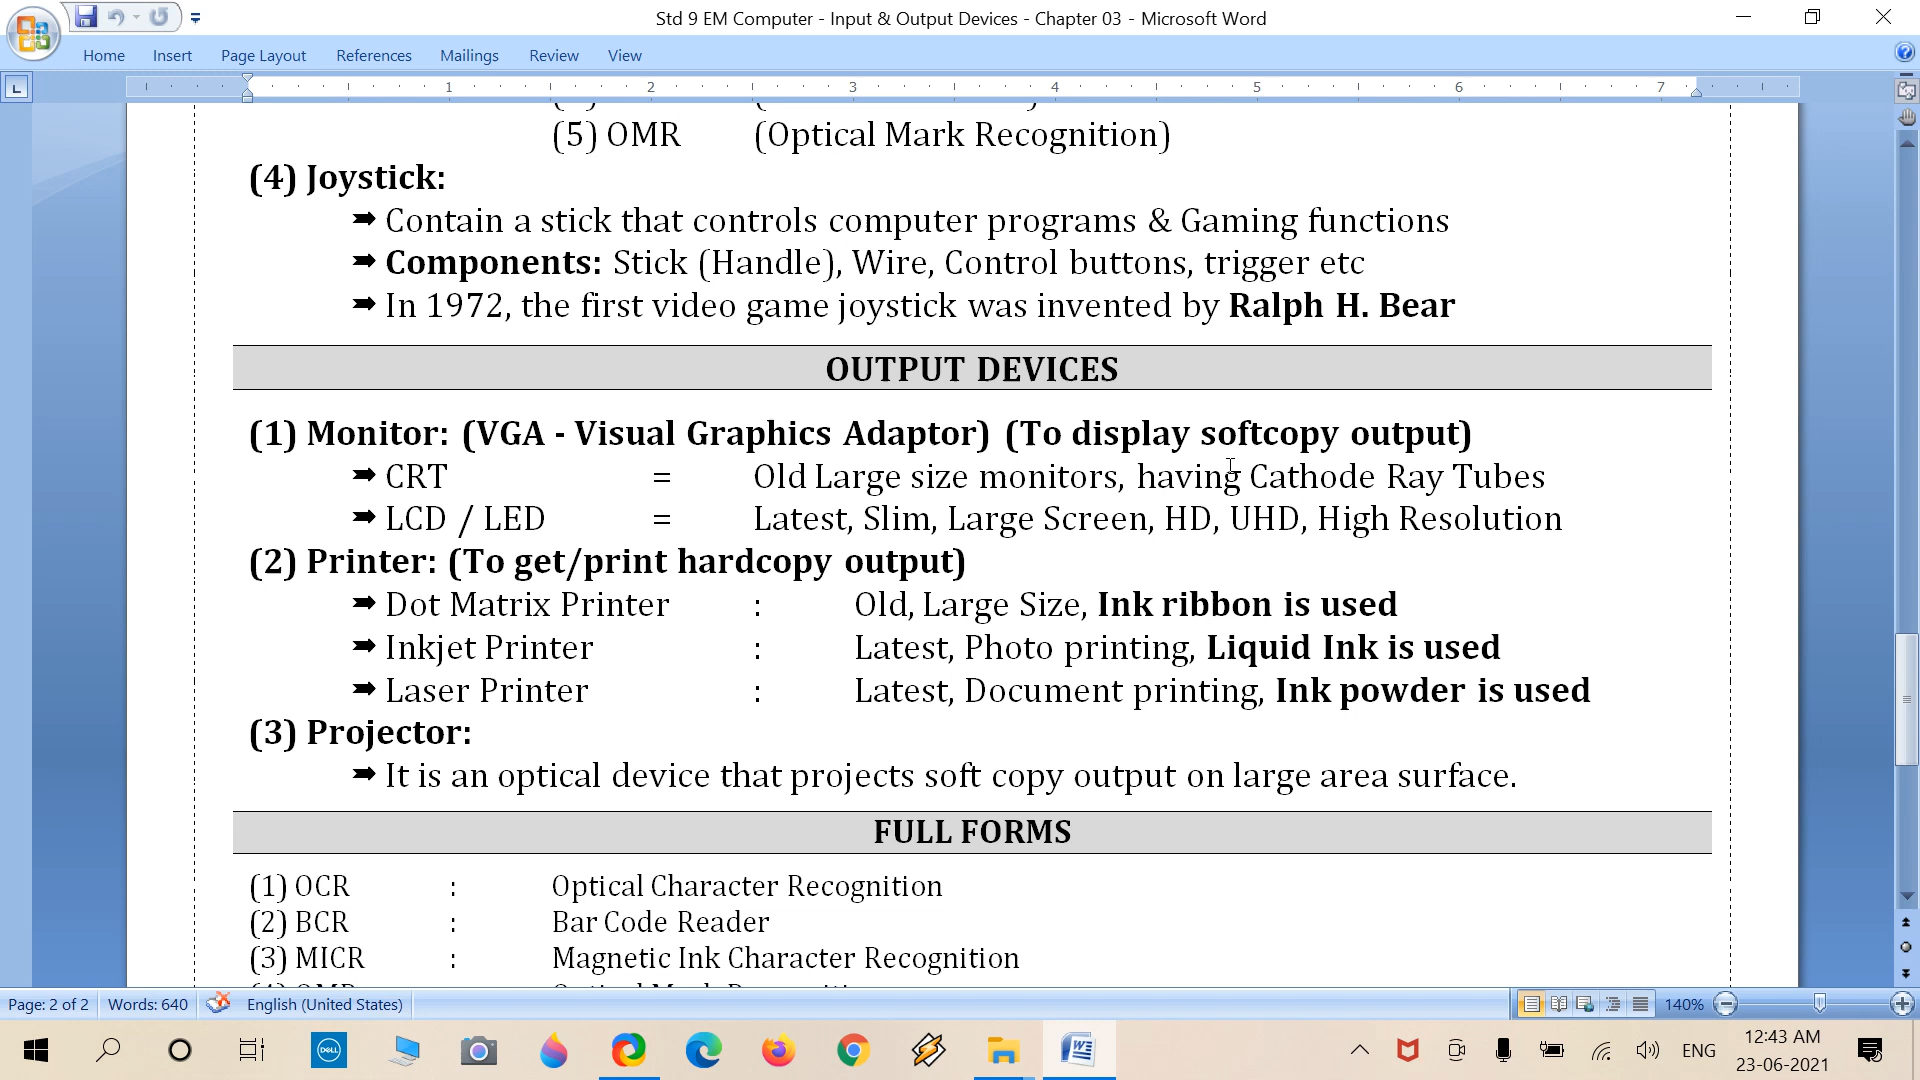 Std 9 EM Computer - Input & Output Devices - Chapter 03 - Microsoft Word
Home Insert Page Layout References Mailings Review View
1 2 3 4 5 6 7
(5) OMR (Optical Mark Recognition)
(4) Joystick:
➡ Contain a stick that controls computer programs & Gaming functions
➡ Components: Stick (Handle), Wire, Control buttons, trigger etc
➡ In 1972, the first video game joystick was invented by Ralph H. Bear
OUTPUT DEVICES
(1) Monitor: (VGA - Visual Graphics Adaptor) (To display softcopy output)
➡ CRT = Old Large size monitors, having Cathode Ray Tubes
➡ LCD / LED = Latest, Slim, Large Screen, HD, UHD, High Resolution
(2) Printer: (To get/print hardcopy output)
➡ Dot Matrix Printer : Old, Large Size, Ink ribbon is used
➡ Inkjet Printer : Latest, Photo printing, Liquid Ink is used
➡ Laser Printer : Latest, Document printing, Ink powder is used
(3) Projector:
➡ It is an optical device that projects soft copy output on large area surface.
FULL FORMS
(1) OCR : Optical Character Recognition
(2) BCR : Bar Code Reader
(3) MICR : Magnetic Ink Character Recognition
Page: 2 of 2 Words: 640 English (United States) 140%
DELL ENG 12:43 AM
23-06-2021